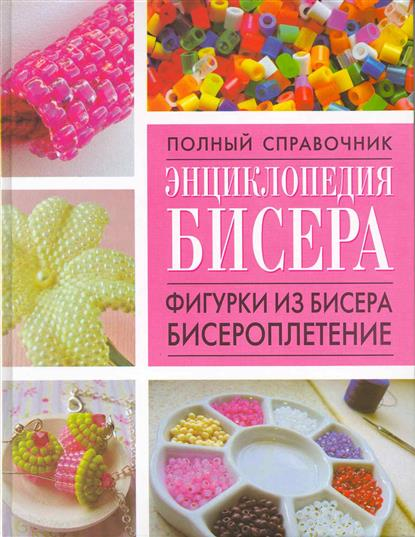 ПОЛНЫЙ СПРАВОЧНИК
ЭНЦИКЛОПЕДИЯ
БИСЕРА
ФИГУРКИ ИЗ БИСЕРА
БИСЕРОПЛЕТЕНИЕ